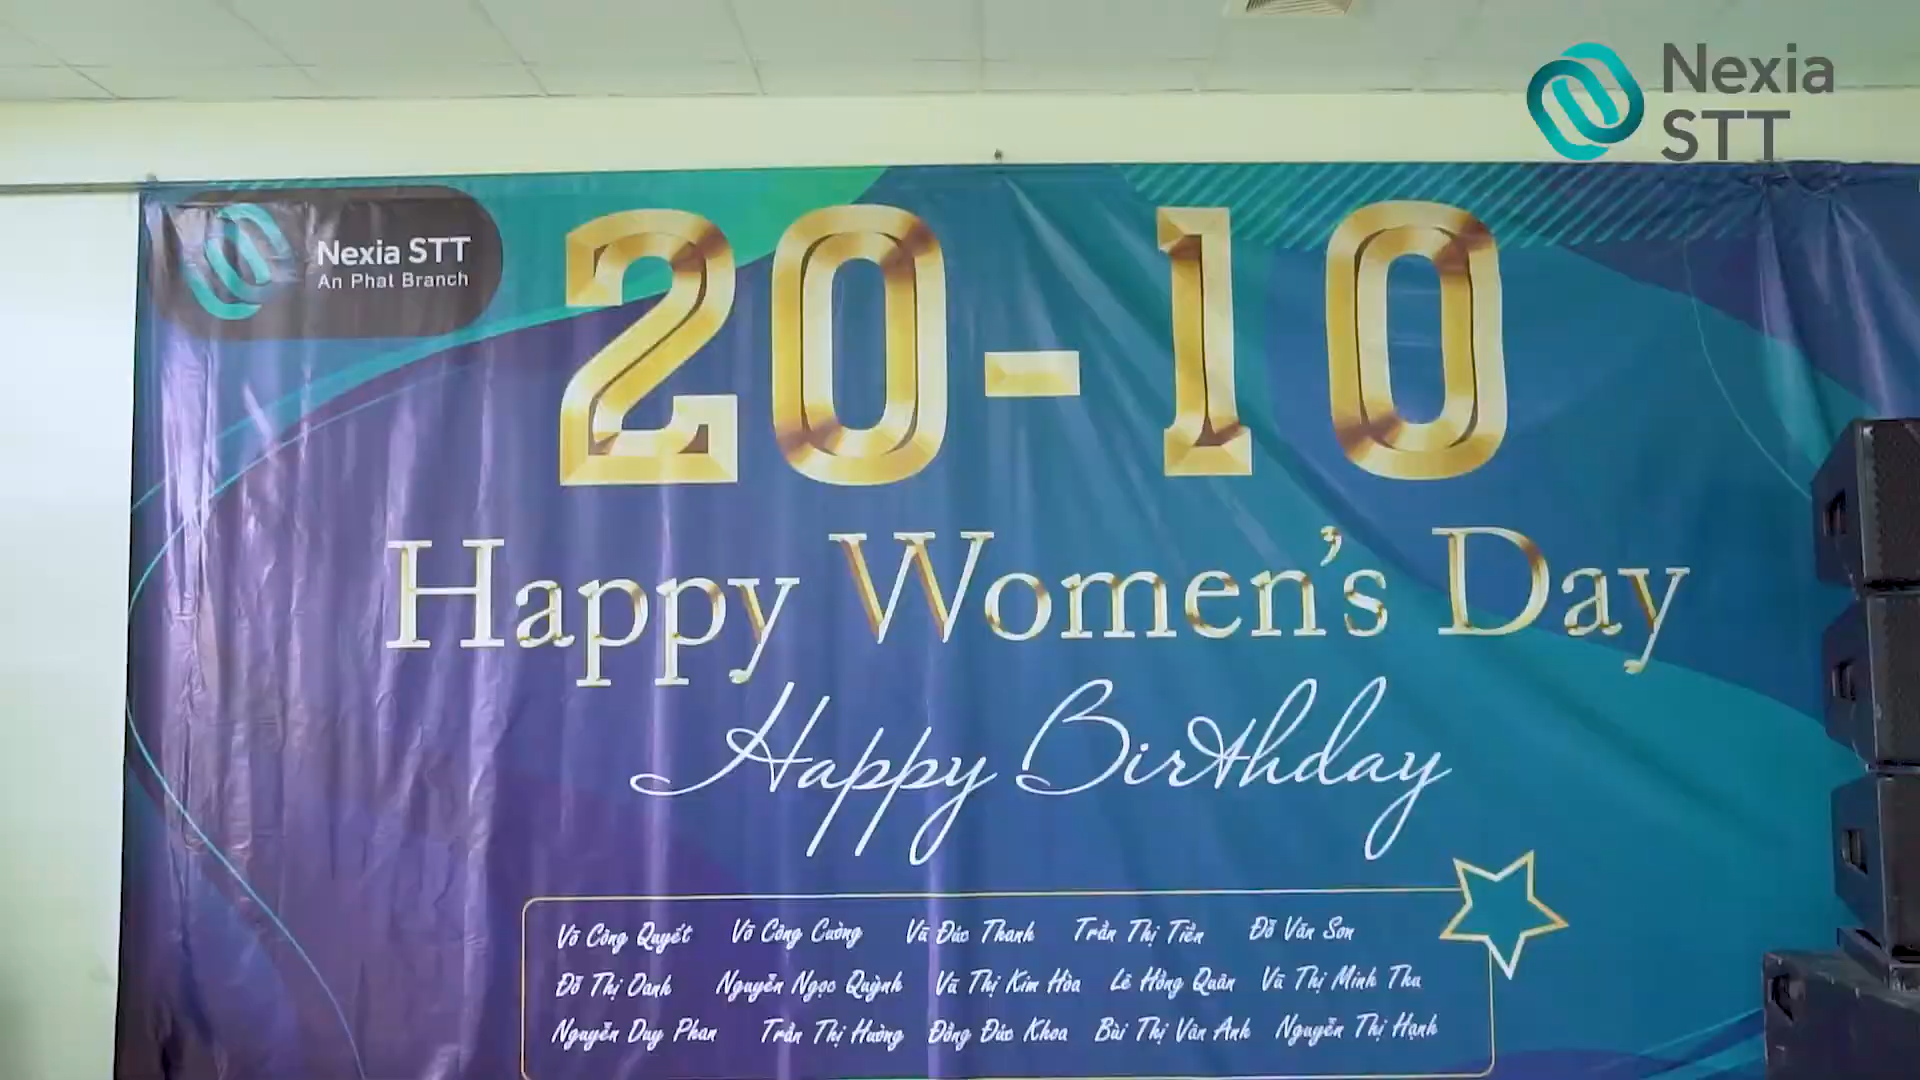 Nexia
STT
Nexia STT
An Phat Branch
20-10
Happy Women's Day
Happy Birthday
Võ Công Quyết Võ Công Cường Vũ Đức Thanh Trần Thị Tiền Đỗ Văn Sơn
Đỗ Thị Oanh Nguyễn Ngọc Quỳnh Vũ Thị Kim Hòa Lê Hồng Quân Vũ Thị Minh Thu
Nguyễn Duy Phan Trần Thị Hường Đồng Đức Khoa Bùi Thị Vân Anh Nguyễn Thị Hạnh